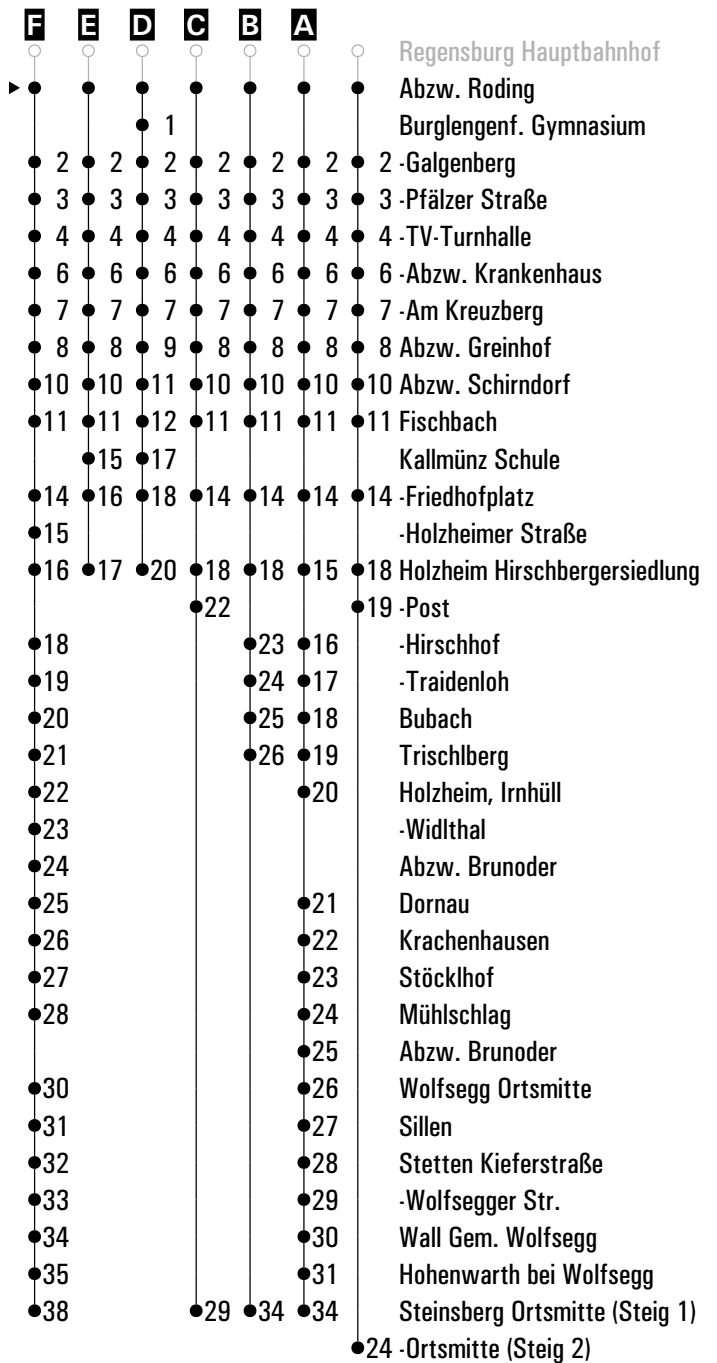 F E D C B A
Regensburg Hauptbahnhof
Abzw. Roding
1 Burglengenf. Gymnasium
2 2 2 2 2 2 2 -Galgenberg
3 3 3 3 3 3 3 -Pfälzer Straße
4 4 4 4 4 4 4 -TV-Turnhalle
6 6 6 6 6 6 6 -Abzw. Krankenhaus
7 7 7 7 7 7 7 -Am Kreuzberg
8 8 9 8 8 8 8 Abzw. Greinhof
10 10 11 10 10 10 10 Abzw. Schirndorf
11 11 12 11 11 11 11 Fischbach
15 17 Kallmünz Schule
14 16 18 14 14 14 14 -Friedhofplatz
15 -Holzheimer Straße
16 17 20 18 18 15 18 Holzheim Hirschbergersiedlung
22 19 -Post
18 23 16 -Hirschhof
19 24 17 -Traidenloh
20 25 18 Bubach
21 26 19 Trischlberg
22 20 Holzheim, Irnhüll
23 -Widlthal
24 Abzw. Brunoder
25 21 Dornau
26 22 Krachenhausen
27 23 Stöcklhof
28 24 Mühlschlag
25 Abzw. Brunoder
30 26 Wolfsegg Ortsmitte
31 27 Sillen
32 28 Stetten Kieferstraße
33 29 -Wolfsegger Str.
34 30 Wall Gem. Wolfsegg
35 31 Hohenwarth bei Wolfsegg
38 29 34 34 Steinsberg Ortsmitte (Steig 1)
24 -Ortsmitte (Steig 2)